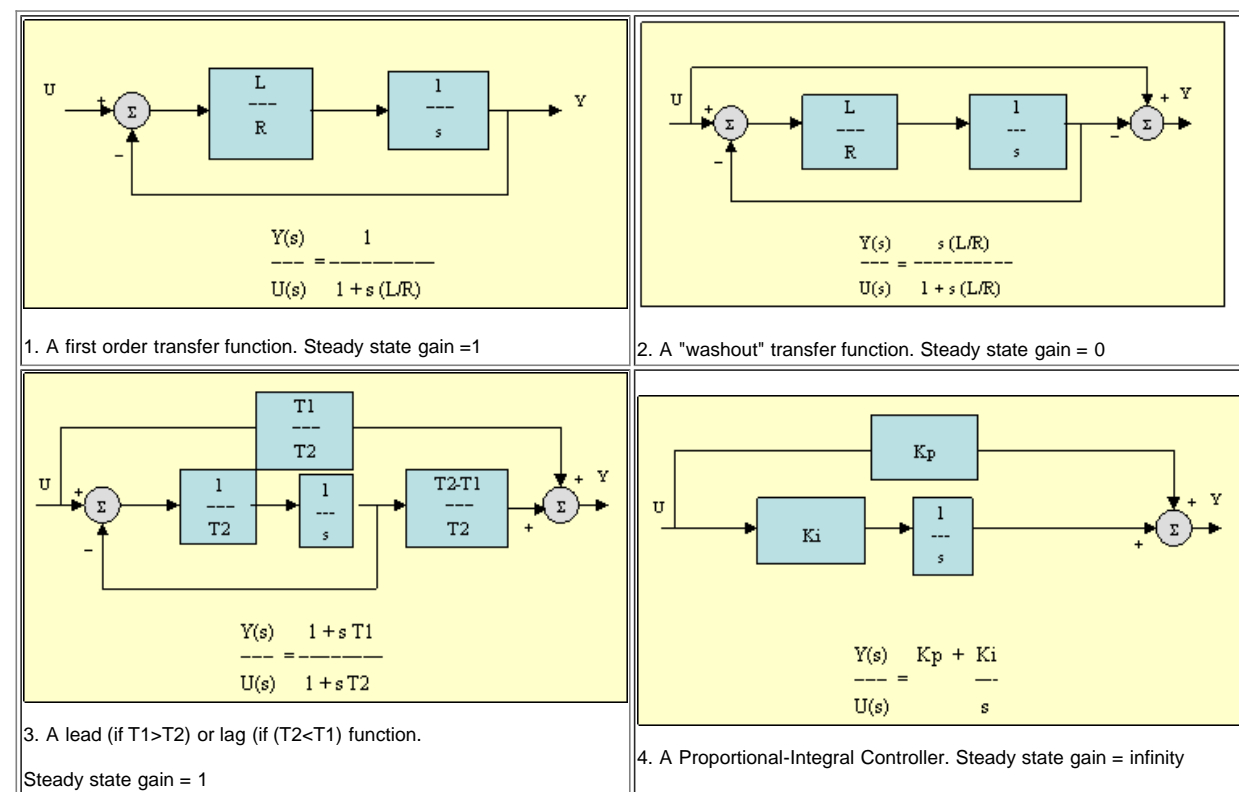 L
1
U
---
---
Y
+
Σ
R
s
−
Y(s) 1
--- = ----------
U(s) 1 + s (L/R)
1. A first order transfer function. Steady state gain =1
U
L
1
+ Y
+
---
---
Σ
Σ
R
s
−
−
Y(s) s (L/R)
--- = ----------
U(s) 1 + s (L/R)
2. A "washout" transfer function. Steady state gain = 0
T1
---
T2
U
1
1
T2-T1
+ Y
+
Σ
---
---
---
Σ
T2
s
T2
+
−
Y(s) 1 + s T1
--- = ----------
U(s) 1 + s T2
3. A lead (if T1>T2) or lag (if (T2<T1) function.
Steady state gain = 1
Kp
U
Ki
1
+ Y
---
Σ
s
+
Y(s) Kp + Ki
--- = ---
U(s) s
4. A Proportional-Integral Controller. Steady state gain = infinity